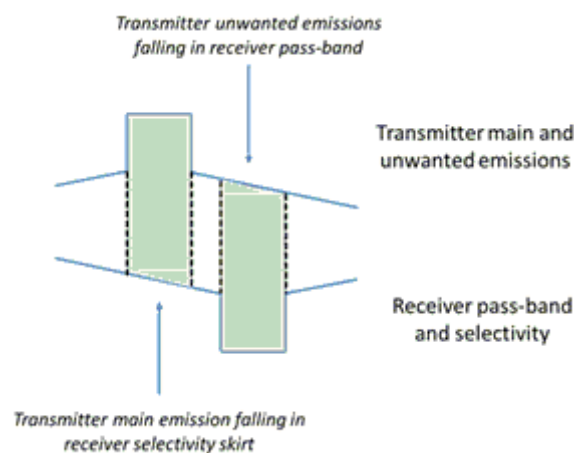 Transmitter unwanted emissions
falling in receiver pass-band
Transmitter main and
unwanted emissions
Receiver pass-band
and selectivity
Transmitter main emission falling in
receiver selectivity skirt